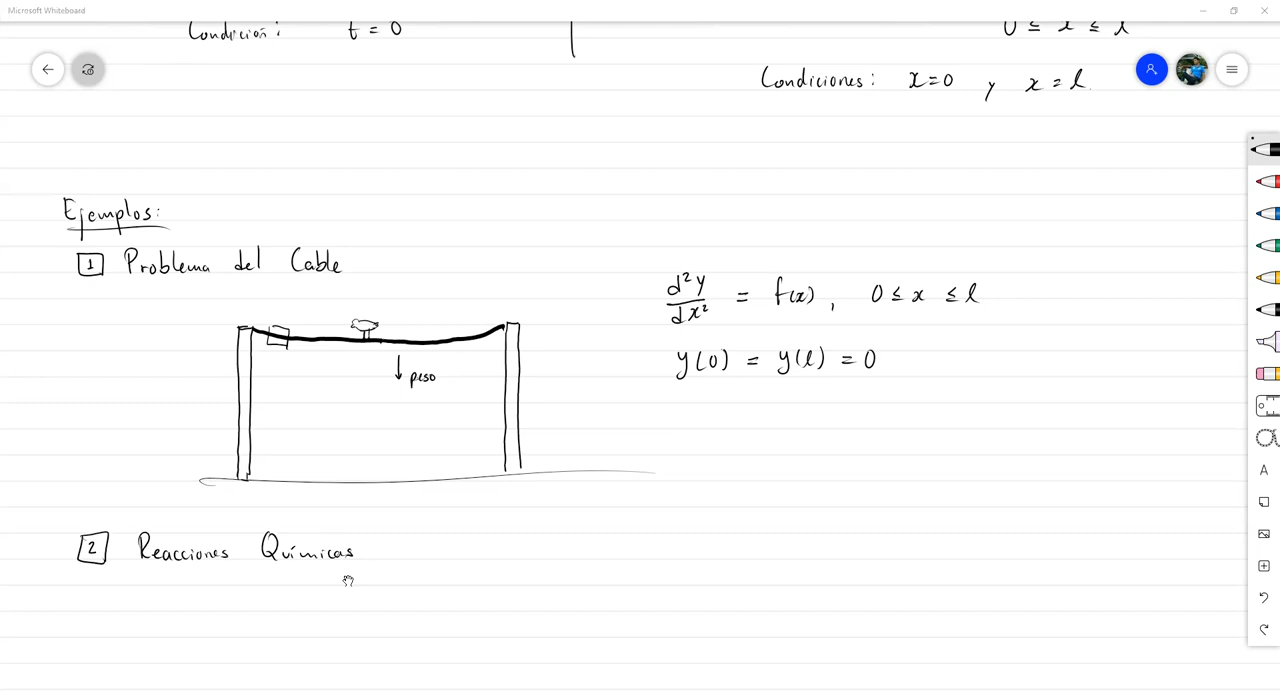 Microsoft Whiteboard
Condición: t = 0
0 ≤ x ≤ l
Condiciones: x=0 y x = l.
Ejemplos:
1 Problema del Cable
d²y/dx² = f(x), 0 ≤ x ≤ l
y(0) = y(l) = 0
peso
2 Reacciones Químicas
A